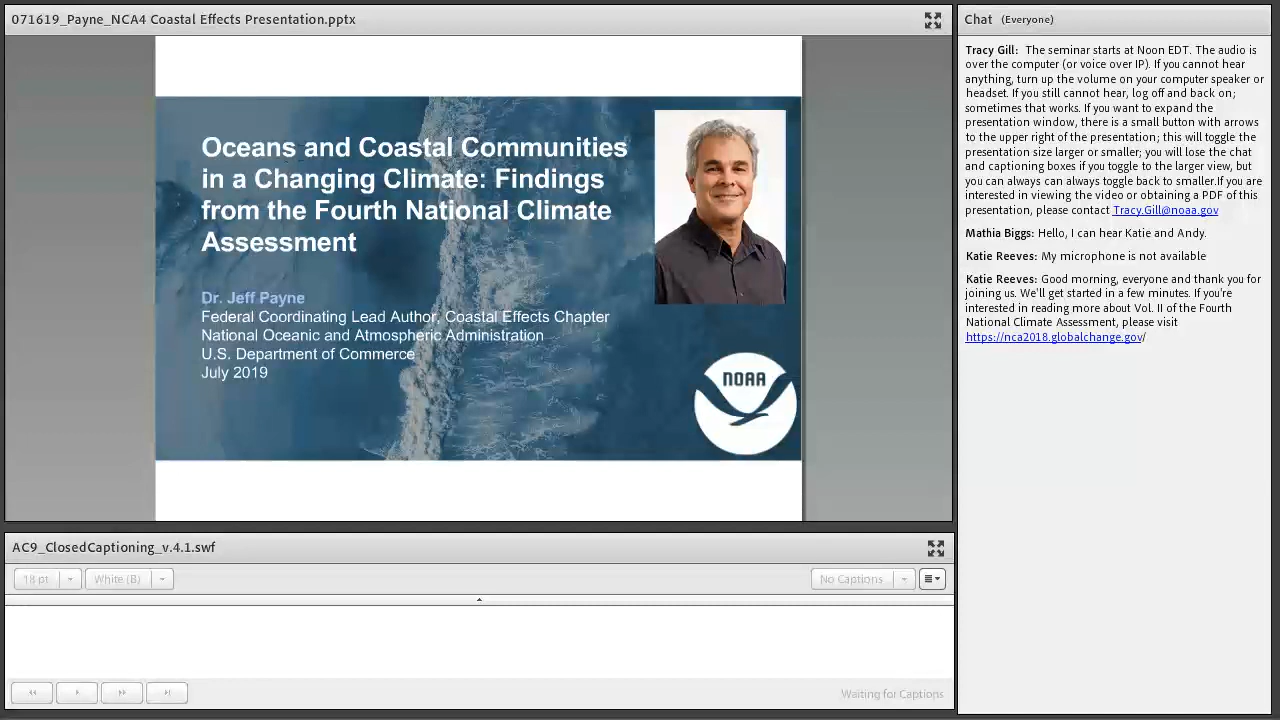 071619_Payne_NCA4 Coastal Effects Presentation.pptx
Oceans and Coastal Communities
in a Changing Climate: Findings
from the Fourth National Climate
Assessment
Dr. Jeff Payne
Federal Coordinating Lead Author, Coastal Effects Chapter
National Oceanic and Atmospheric Administration
U.S. Department of Commerce
July 2019
NOAA
AC9_ClosedCaptioning_v.4.1.swf
18 pt
White (B)
No Captions
Waiting for Captions
Chat (Everyone)
Tracy Gill: The seminar starts at Noon EDT. The audio is
over the computer (or voice over IP). If you cannot hear
anything, turn up the volume on your computer speaker or
headset. If you still cannot hear, log off and back on;
sometimes that works. If you want to expand the
presentation window, there is a small button with arrows
to the upper right of the presentation; this will toggle the
presentation size larger or smaller; you will lose the chat
and captioning boxes if you toggle to the larger view, but
you can always can always toggle back to smaller.If you are
interested in viewing the video or obtaining a PDF of this
presentation, please contact Tracy.Gill@noaa.gov
Mathia Biggs: Hello, I can hear Katie and Andy.
Katie Reeves: My microphone is not available
Katie Reeves: Good morning, everyone and thank you for
joining us. We'll get started in a few minutes. If you're
interested in reading more about Vol. II of the Fourth
National Climate Assessment, please visit
https://nca2018.globalchange.gov/